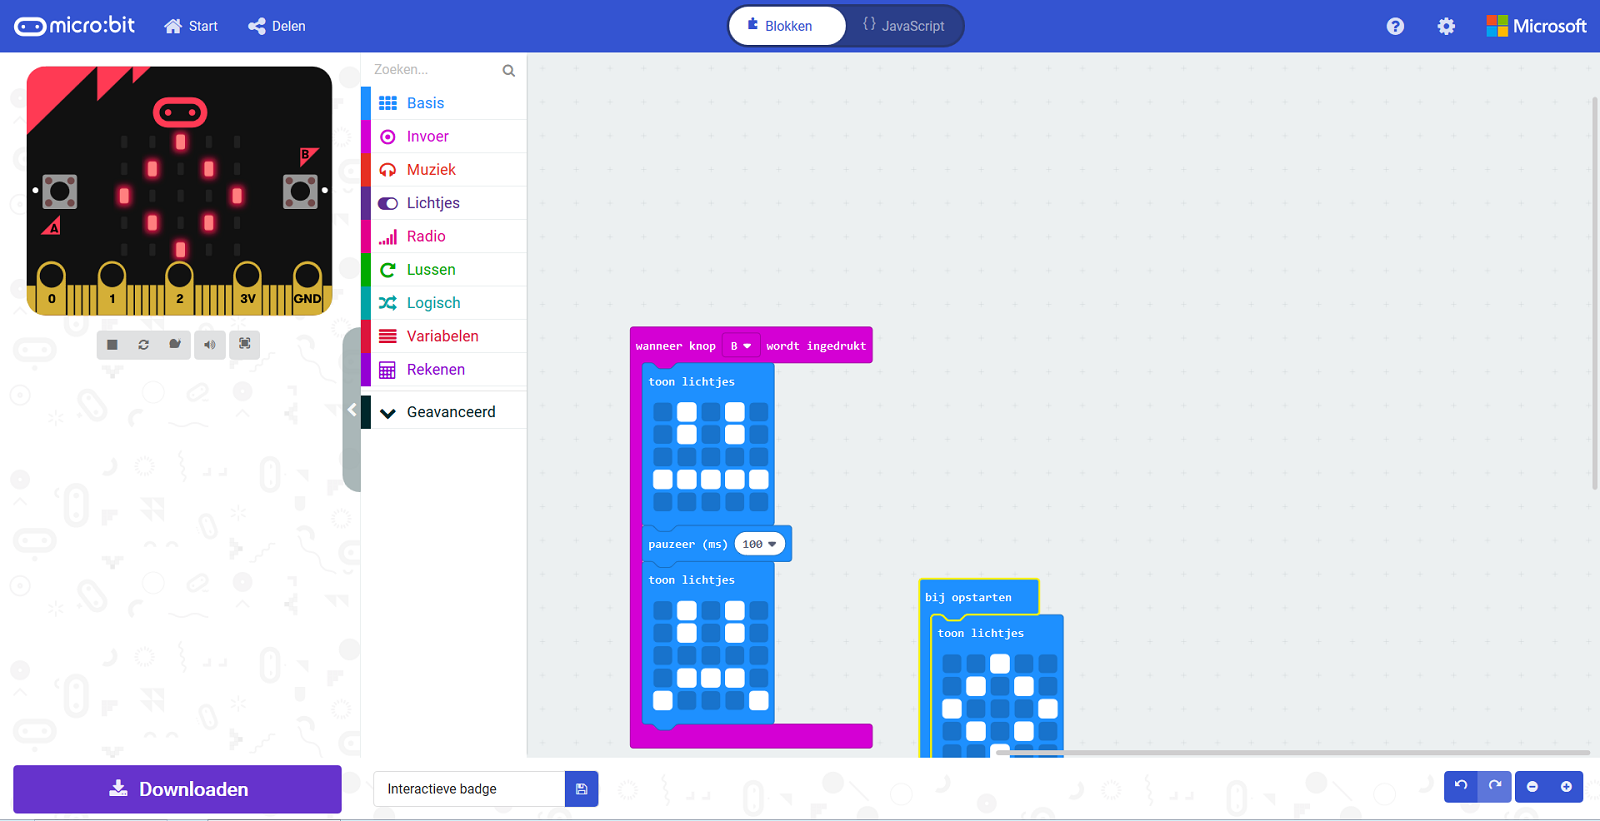 micro:bit
Start
Delen
Blokken
{ } JavaScript
?
Microsoft
Zoeken...
Basis
Invoer
Muziek
Lichtjes
Radio
Lussen
Logisch
Variabelen
Rekenen
Geavanceerd
B
A
0 1 2 3V GND
wanneer knop B wordt ingedrukt
toon lichtjes
pauzeer (ms) 100
toon lichtjes
bij opstarten
toon lichtjes
Downloaden
Interactieve badge